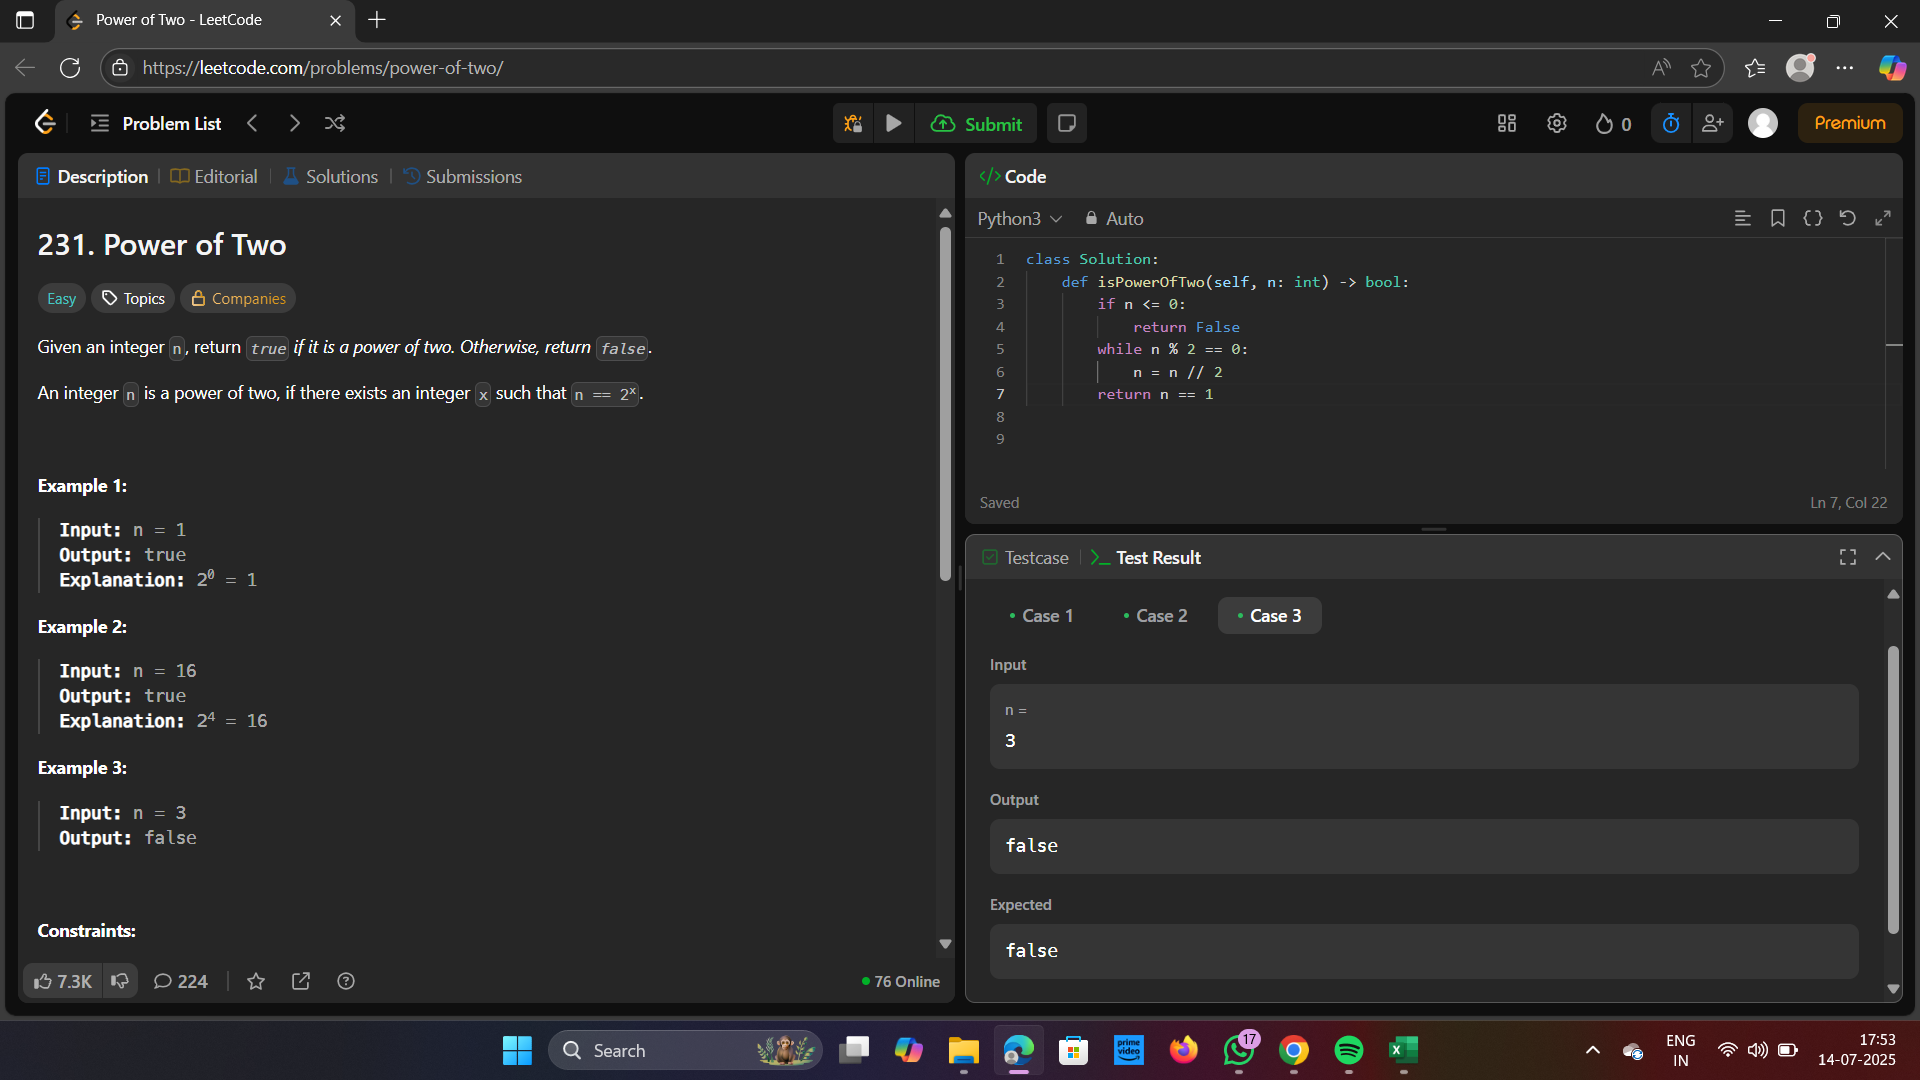 Power of Two - LeetCode
https://leetcode.com/problems/power-of-two/
Problem List
Submit
0
Premium
Description
Editorial
Solutions
Submissions
231. Power of Two
Easy
Topics
Companies
Given an integer n, return true if it is a power of two. Otherwise, return false.
An integer n is a power of two, if there exists an integer x such that n == 2ˣ.
Example 1:
Input: n = 1
Output: true
Explanation: 2⁰ = 1
Example 2:
Input: n = 16
Output: true
Explanation: 2⁴ = 16
Example 3:
Input: n = 3
Output: false
Constraints:
7.3K
224
76 Online
</> Code
Python3
Auto
1 class Solution:
2     def isPowerOfTwo(self, n: int) -> bool:
3         if n <= 0:
4             return False
5         while n % 2 == 0:
6             n = n // 2
7         return n == 1
8
9
Saved
Ln 7, Col 22
Testcase
Test Result
Case 1
Case 2
Case 3
Input
n =
3
Output
false
Expected
false
Search
prime video
17
ENG
IN
17:53
14-07-2025